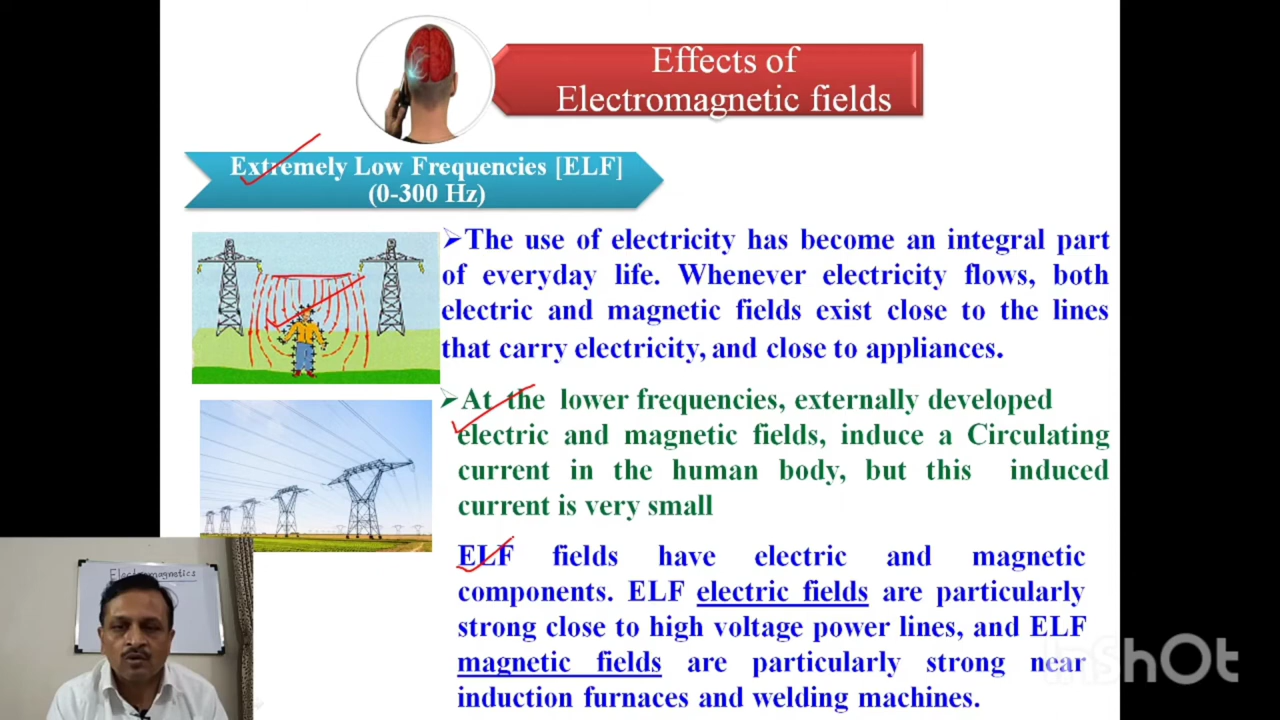 Effects of
Electromagnetic fields
Extremely Low Frequencies [ELF]
(0-300 Hz)
➢The use of electricity has become an integral part
of everyday life. Whenever electricity flows, both
electric and magnetic fields exist close to the lines
that carry electricity, and close to appliances.
➢At the lower frequencies, externally developed
electric and magnetic fields, induce a Circulating
current in the human body, but this induced
current is very small
ELF fields have electric and magnetic
components. ELF electric fields are particularly
strong close to high voltage power lines, and ELF
magnetic fields are particularly strong near
induction furnaces and welding machines.
Electromagnetics
InShOt